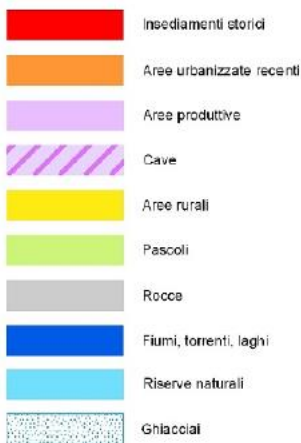 Insediamenti storici
Aree urbanizzate recenti
Aree produttive
Cave
Aree rurali
Pascoli
Rocce
Fiumi, torrenti, laghi
Riserve naturali
Ghiacciai